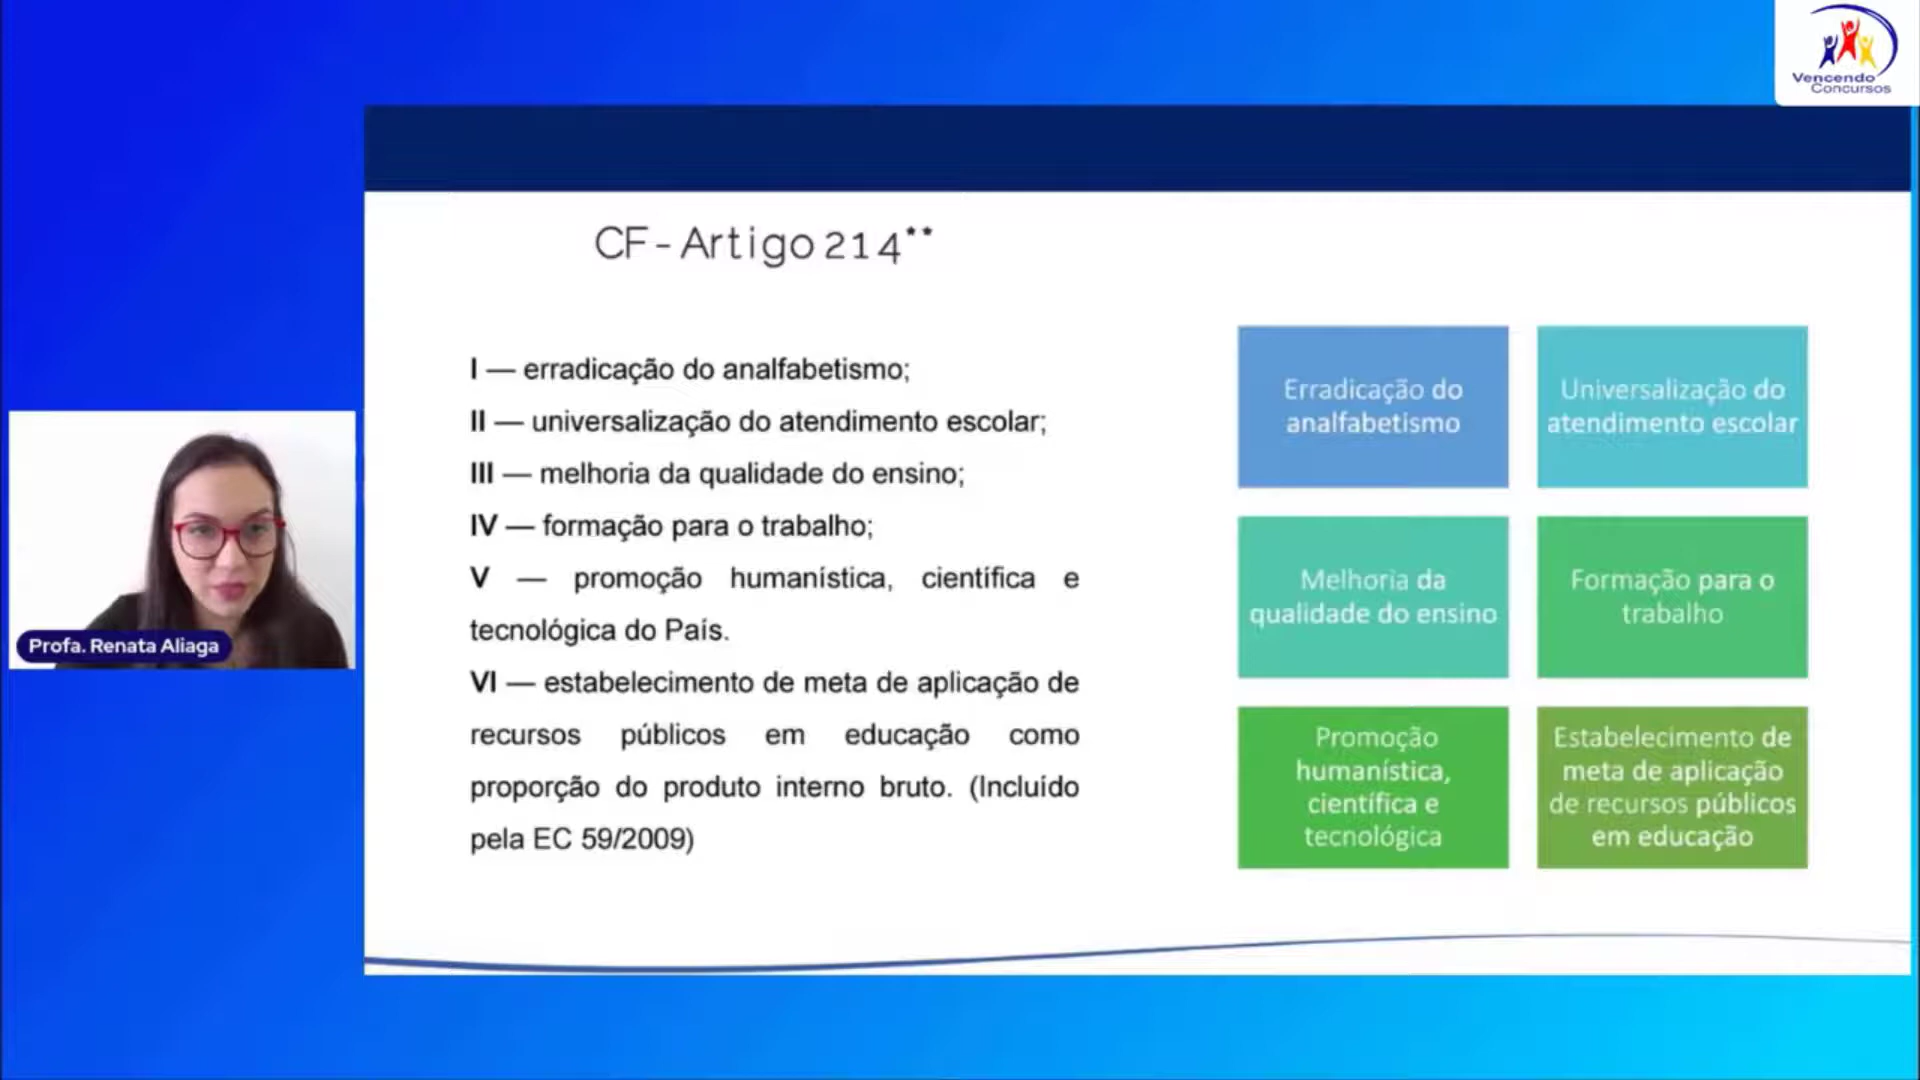 Vencendo
Concursos
CF - Artigo 214**
I — erradicação do analfabetismo;
II — universalização do atendimento escolar;
III — melhoria da qualidade do ensino;
IV — formação para o trabalho;
V — promoção humanística, científica e
tecnológica do País.
VI — estabelecimento de meta de aplicação de
recursos públicos em educação como
proporção do produto interno bruto. (Incluído
pela EC 59/2009)
Erradicação do
analfabetismo
Universalização do
atendimento escolar
Melhoria da
qualidade do ensino
Formação para o
trabalho
Promoção
humanística,
científica e
tecnológica
Estabelecimento de
meta de aplicação
de recursos públicos
em educação
Profa. Renata Aliaga